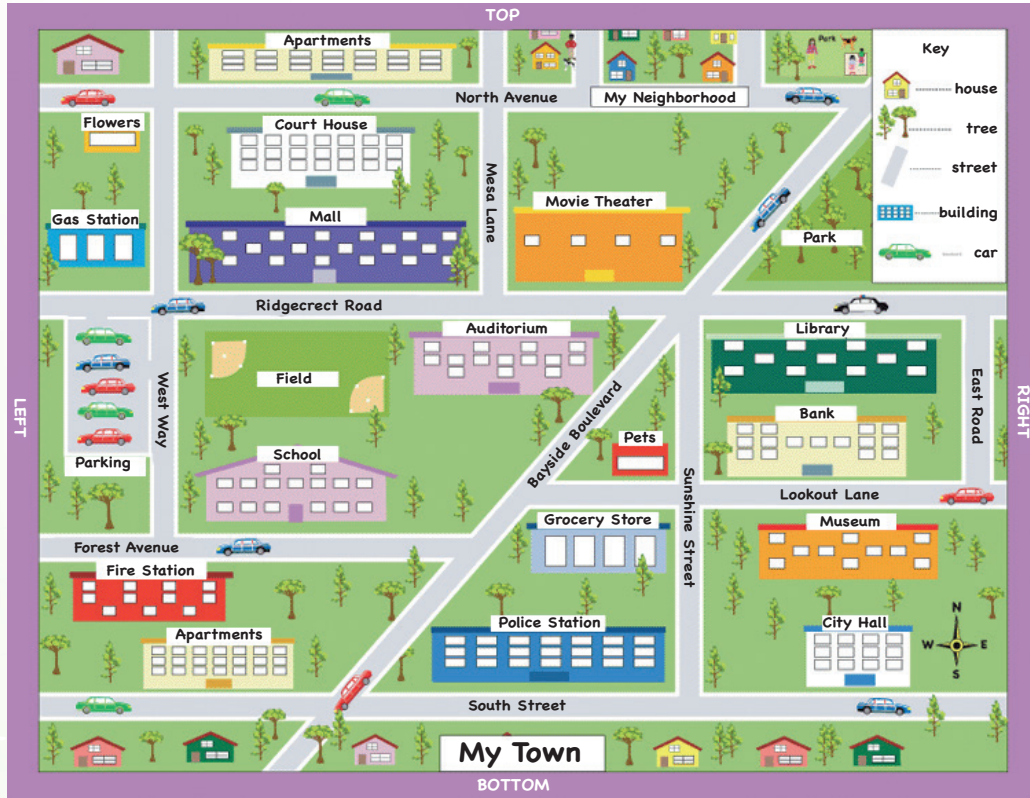 TOP
Apartments
Park
Key
North Avenue
My Neighborhood
house
Flowers
Court House
tree
Mesa Lane
street
Gas Station
Mall
Movie Theater
building
Park
car
Ridgecrect Road
Auditorium
Library
Field
West Way
Bayside Boulevard
East Road
LEFT
RIGHT
Bank
Pets
School
Parking
Sunshine Street
Lookout Lane
Forest Avenue
Grocery Store
Museum
Fire Station
N
Apartments
Police Station
City Hall
W E
S
South Street
My Town
BOTTOM